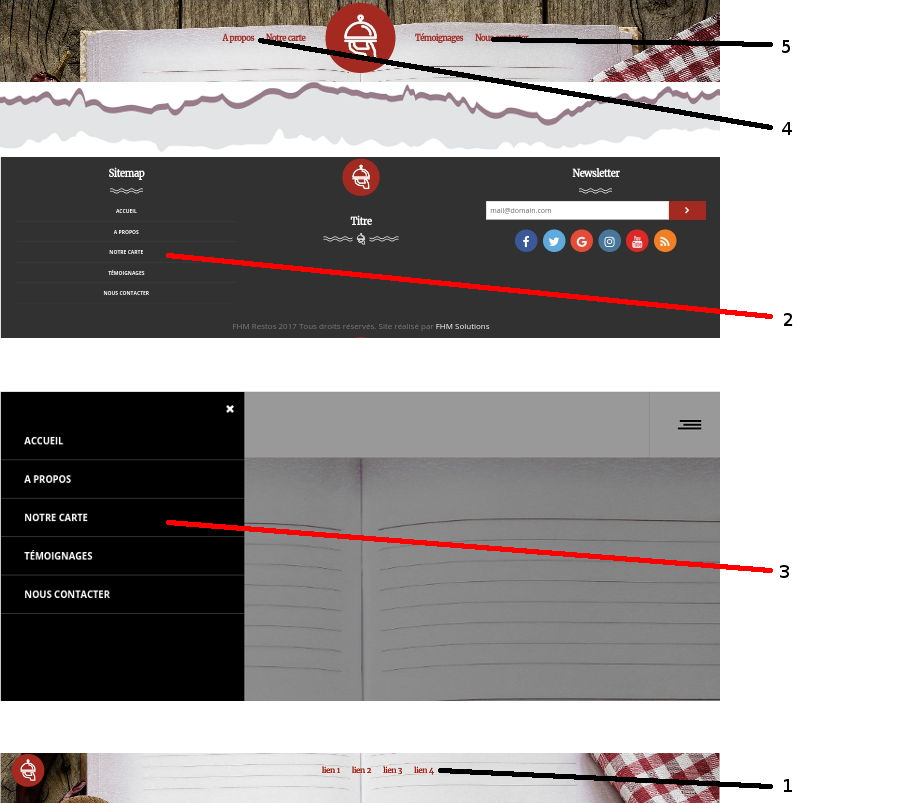 A propos Notre carte Témoignages Nous contacter
5
4
Sitemap
ACCUEIL
A PROPOS
NOTRE CARTE
TÉMOIGNAGES
NOUS CONTACTER
Titre
Newsletter
mail@domain.com
You
Tube
2
FHM Restos 2017 Tous droits réservés. Site réalisé par FHM Solutions
ACCUEIL
A PROPOS
NOTRE CARTE
TÉMOIGNAGES
NOUS CONTACTER
3
lien 1 lien 2 lien 3 lien 4
1